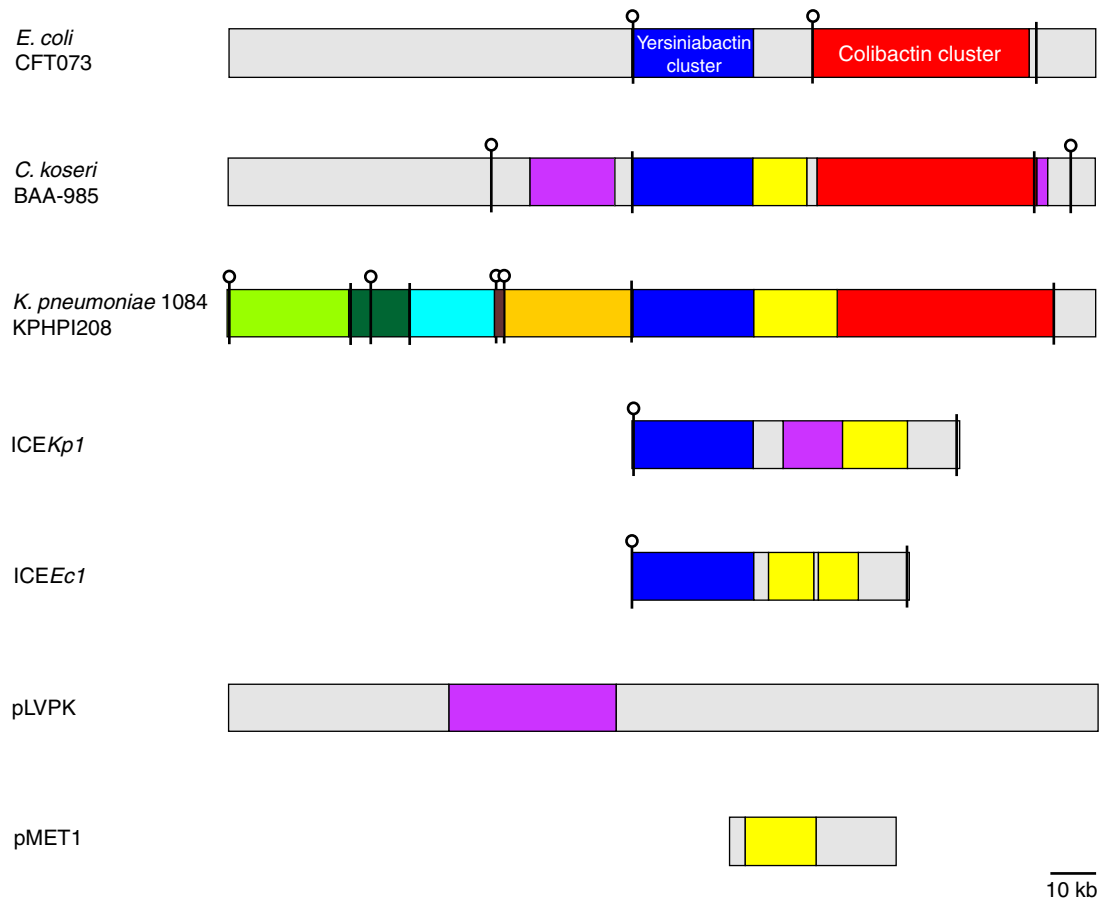 E. coli
CFT073
Yersiniabactin
cluster
Colibactin cluster
C. koseri
BAA-985
K. pneumoniae 1084
KPHPI208
ICEKp1
ICEEc1
pLVPK
pMET1
10 kb